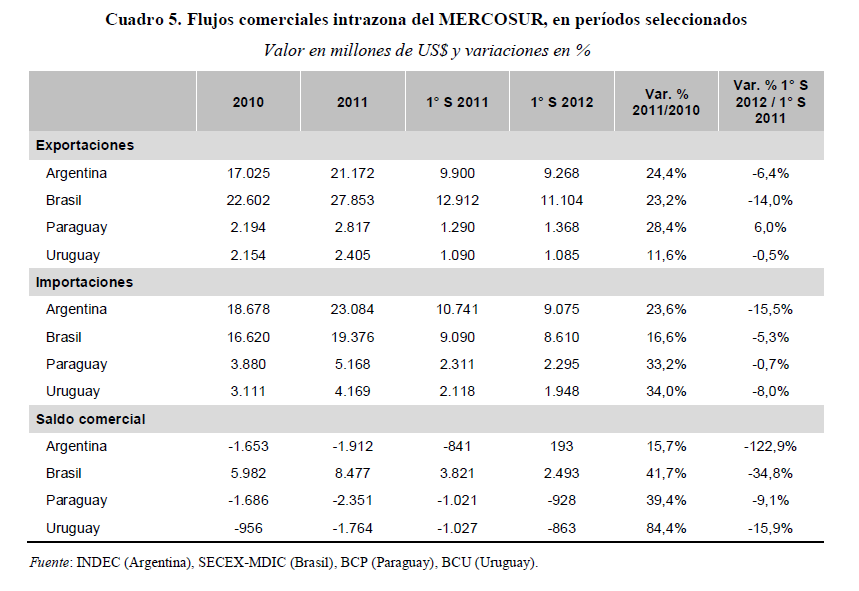 Cuadro 5. Flujos comerciales intrazona del MERCOSUR, en períodos seleccionados
Valor en millones de US$ y variaciones en %
2010 2011 1° S 2011 1° S 2012 Var. % 2011/2010 Var. % 1° S 2012 / 1° S 2011
Exportaciones
Argentina 17.025 21.172 9.900 9.268 24,4% -6,4%
Brasil 22.602 27.853 12.912 11.104 23,2% -14,0%
Paraguay 2.194 2.817 1.290 1.368 28,4% 6,0%
Uruguay 2.154 2.405 1.090 1.085 11,6% -0,5%
Importaciones
Argentina 18.678 23.084 10.741 9.075 23,6% -15,5%
Brasil 16.620 19.376 9.090 8.610 16,6% -5,3%
Paraguay 3.880 5.168 2.311 2.295 33,2% -0,7%
Uruguay 3.111 4.169 2.118 1.948 34,0% -8,0%
Saldo comercial
Argentina -1.653 -1.912 -841 193 15,7% -122,9%
Brasil 5.982 8.477 3.821 2.493 41,7% -34,8%
Paraguay -1.686 -2.351 -1.021 -928 39,4% -9,1%
Uruguay -956 -1.764 -1.027 -863 84,4% -15,9%
Fuente: INDEC (Argentina), SECEX-MDIC (Brasil), BCP (Paraguay), BCU (Uruguay).